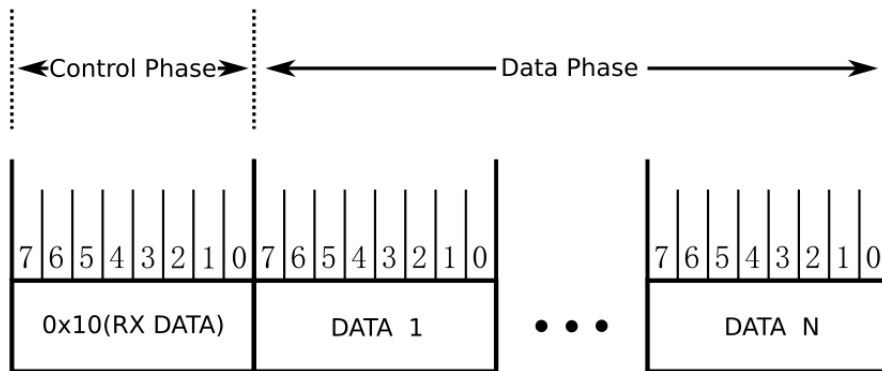 Control Phase
Data Phase
7 6 5 4 3 2 1 0 7 6 5 4 3 2 1 0 7 6 5 4 3 2 1 0
0x10(RX DATA) DATA 1 DATA N